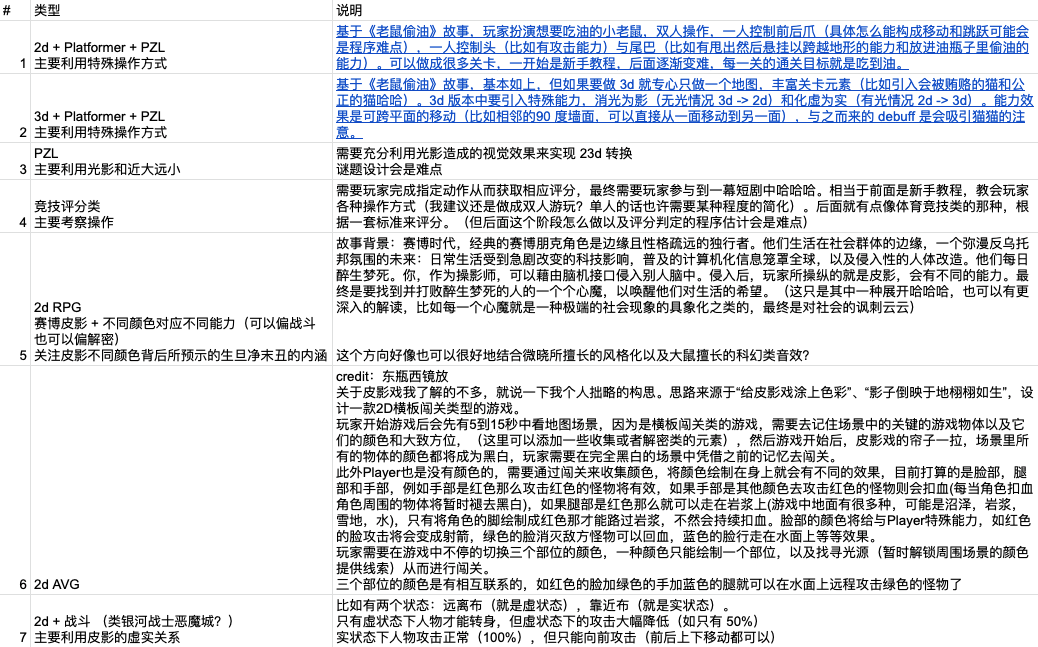 # 类型 说明
2d + Platformer + PZL
1 主要利用特殊操作方式
基于《老鼠偷油》故事，玩家扮演想要吃油的小老鼠，双人操作，一人控制前后爪（具体怎么能构成移动和跳跃可能会
是程序难点），一人控制头（比如有攻击能力）与尾巴（比如有甩出然后悬挂以跨越地形的能力和放进油瓶子里偷油的
能力）。可以做成很多关卡，一开始是新手教程，后面逐渐变难，每一关的通关目标就是吃到油。
3d + Platformer + PZL
2 主要利用特殊操作方式
基于《老鼠偷油》故事，基本如上，但如果要做 3d 就专心只做一个地图，丰富关卡元素（比如引入会被贿赂的猫和公
正的猫哈哈）。3d 版本中要引入特殊能力，消光为影（无光情况 3d -> 2d）和化虚为实（有光情况 2d -> 3d）。能力效
果是可跨平面的移动（比如相邻的90 度墙面，可以直接从一面移动到另一面），与之而来的 debuff 是会吸引猫猫的注
意。
PZL
3 主要利用光影和近大远小
需要充分利用光影造成的视觉效果来实现 23d 转换
谜题设计会是难点
竞技评分类
4 主要考察操作
需要玩家完成指定动作从而获取相应评分，最终需要玩家参与到一幕短剧中哈哈哈。相当于前面是新手教程，教会玩家
各种操作方式（我建议还是做成双人游玩？单人的话也许需要某种程度的简化）。后面就有点像体育竞技类的那种，根
据一套标准来评分。（但后面这个阶段怎么做以及评分判定的程序估计会是难点）
2d RPG
赛博皮影 + 不同颜色对应不同能力（可以偏战斗
也可以偏解密）
5 关注皮影不同颜色背后所预示的生旦净末丑的内涵
故事背景：赛博时代，经典的赛博朋克角色是边缘且性格疏远的独行者。他们生活在社会群体的边缘，一个弥漫反乌托
邦氛围的未来：日常生活受到急剧改变的科技影响，普及的计算机化信息笼罩全球，以及侵入性的人体改造。他们每日
醉生梦死。你，作为操影师，可以藉由脑机接口侵入别人脑中。侵入后，玩家所操纵的就是皮影，会有不同的能力。最
终是要找到并打败醉生梦死的人的一个个心魔，以唤醒他们对生活的希望。（这只是其中一种展开哈哈哈，也可以有更
深入的解读，比如每一个心魔就是一种极端的社会现象的具象化之类的，最终是对社会的讽刺云云）
这个方向好像也可以很好地结合微晓所擅长的风格化以及大鼠擅长的科幻类音效？
6 2d AVG
credit：东瓶西镜放
关于皮影戏我了解的不多，就说一下我个人拙略的构思。思路来源于“给皮影戏涂上色彩”、“影子倒映于地栩栩如生”，设
计一款2D横板闯关类型的游戏。
玩家开始游戏后会先有5到15秒中看地图场景，因为是横板闯关类的游戏，需要去记住场景中的关键的游戏物体以及它
们的颜色和大致方位，（这里可以添加一些收集或者解密类的元素），然后游戏开始后，皮影戏的帘子一拉，场景里所
有的物体的颜色都将成为黑白，玩家需要在完全黑白的场景中凭借之前的记忆去闯关。
此外Player也是没有颜色的，需要通过闯关来收集颜色，将颜色绘制在身上就会有不同的效果，目前打算的是脸部，腿
部和手部，例如手部是红色那么攻击红色的怪物将有效，如果手部是其他颜色去攻击红色的怪物则会扣血(每当角色扣血
角色周围的物体将暂时褪去黑白)，如果腿部是红色那么就可以走在岩浆上(游戏中地面有很多种，可能是沼泽，岩浆，
雪地，水)，只有将角色的脚绘制成红色那才能路过岩浆，不然会持续扣血。脸部的颜色将给与Player特殊能力，如红色
的脸攻击将会变成射箭，绿色的脸消灭敌方怪物可以回血，蓝色的脸行走在水面上等等效果。
玩家需要在游戏中不停的切换三个部位的颜色，一种颜色只能绘制一个部位，以及找寻光源（暂时解锁周围场景的颜色
提供线索）从而进行闯关。
三个部位的颜色是有相互联系的，如红色的脸加绿色的手加蓝色的腿就可以在水面上远程攻击绿色的怪物了
2d + 战斗 （类银河战士恶魔城？）
7 主要利用皮影的虚实关系
比如有两个状态：远离布（就是虚状态），靠近布（就是实状态）。
只有虚状态下人物才能转身，但虚状态下的攻击大幅降低（如只有 50%）
实状态下人物攻击正常（100%），但只能向前攻击（前后上下移动都可以）